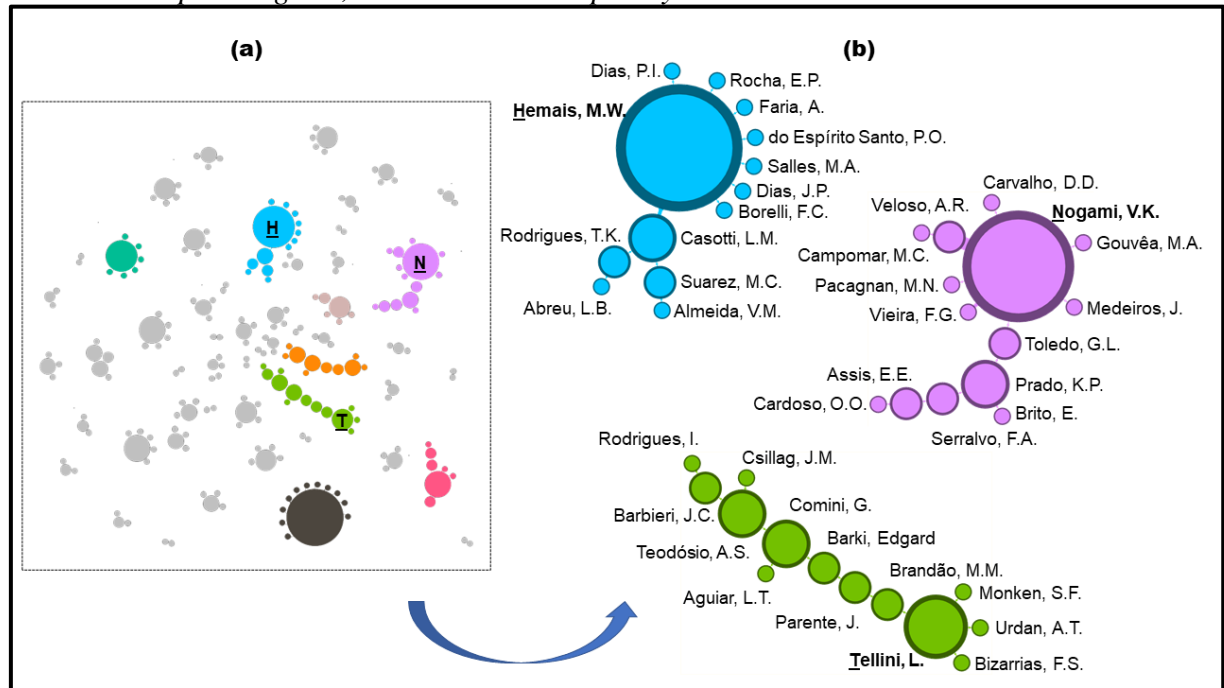 (a)
H
N
T
(b)
Dias, P.I.
Rocha, E.P.
Hemais, M.W.
Faria, A.
do Espírito Santo, P.O.
Salles, M.A.
Dias, J.P.
Borelli, F.C.
Rodrigues, T.K.
Casotti, L.M.
Suarez, M.C.
Abreu, L.B.
Almeida, V.M.
Carvalho, D.D.
Veloso, A.R.
Nogami, V.K.
Gouvêa, M.A.
Campomar, M.C.
Pacagnan, M.N.
Vieira, F.G.
Medeiros, J.
Toledo, G.L.
Assis, E.E.
Prado, K.P.
Cardoso, O.O.
Brito, E.
Serralvo, F.A.
Rodrigues, I.
Csillag, J.M.
Barbieri, J.C.
Comini, G.
Teodósio, A.S.
Barki, Edgard
Aguiar, L.T.
Brandão, M.M.
Monken, S.F.
Parente, J.
Urdan, A.T.
Tellini, L.
Bizarrias, F.S.